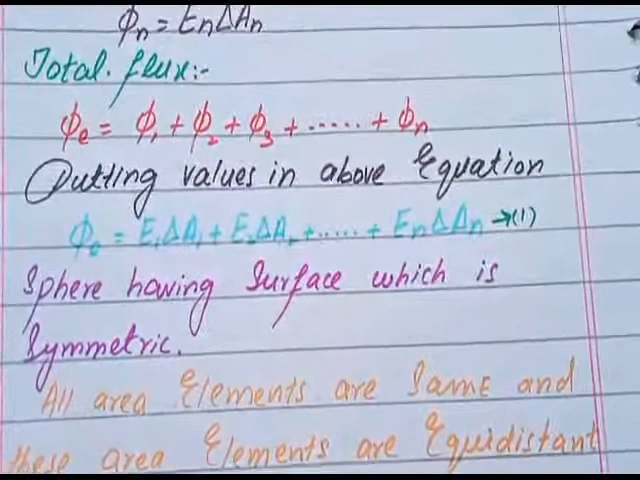 ϕn = EnΔAn
Total. flux:-
ϕe = ϕ1 + ϕ2 + ϕ3 + ...... + ϕn
Putting values in above Equation
ϕe = E1ΔA1 + E2ΔA2 + ..... + EnΔAn →(1)
Sphere having Surface which is
Symmetric.
All area Elements are Same and
these area Elements are Equidistant